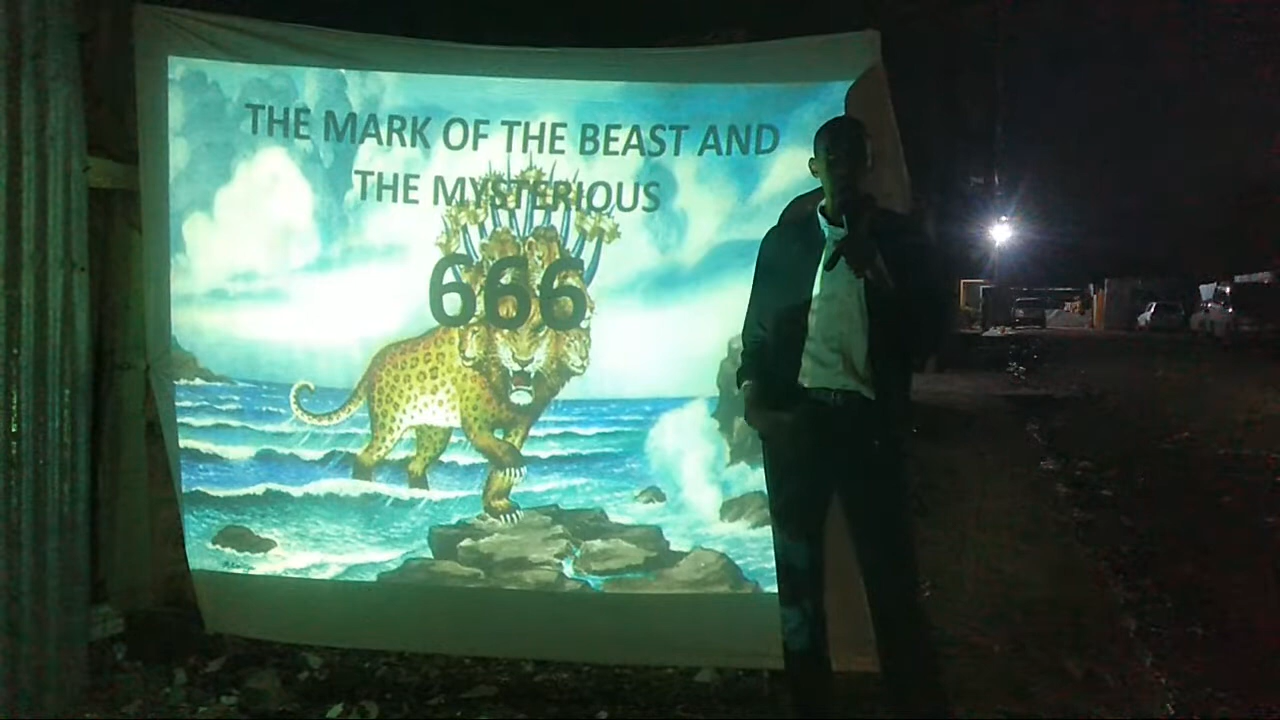 THE MARK OF THE BEAST AND
THE MYSTERIOUS
666